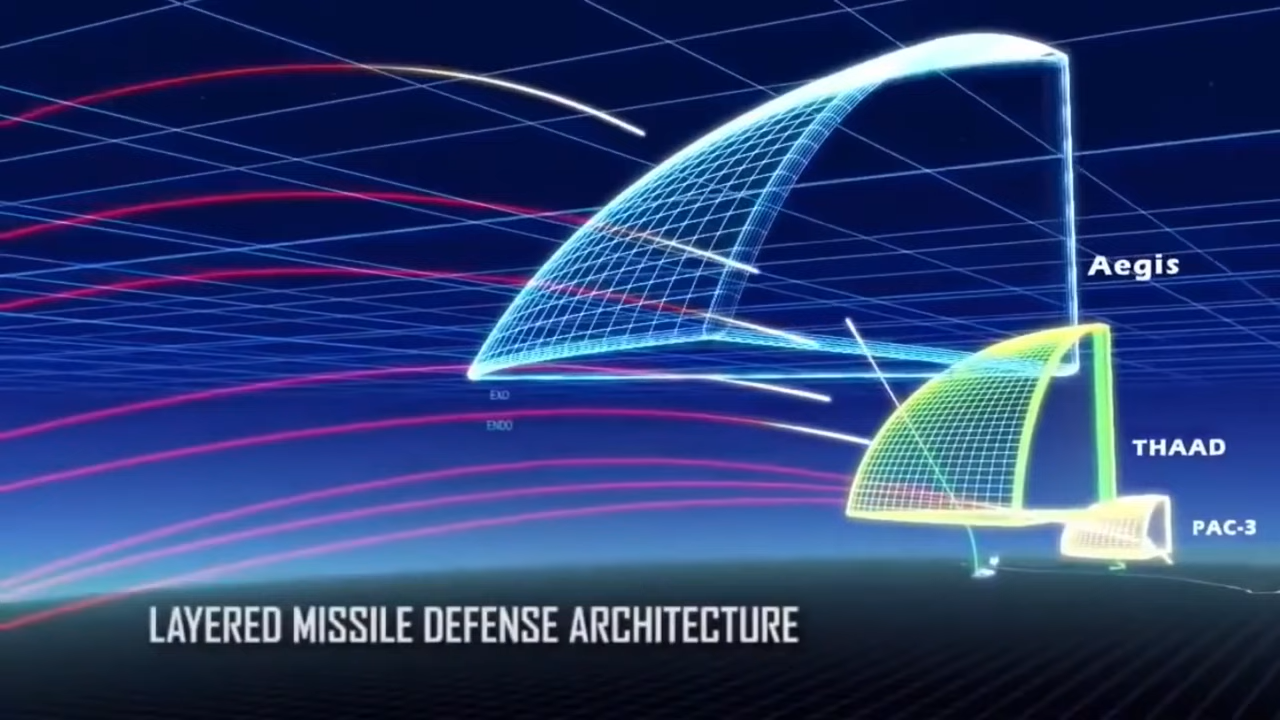 Aegis
EXO
ENDO
THAAD
PAC-3
LAYERED MISSILE DEFENSE ARCHITECTURE